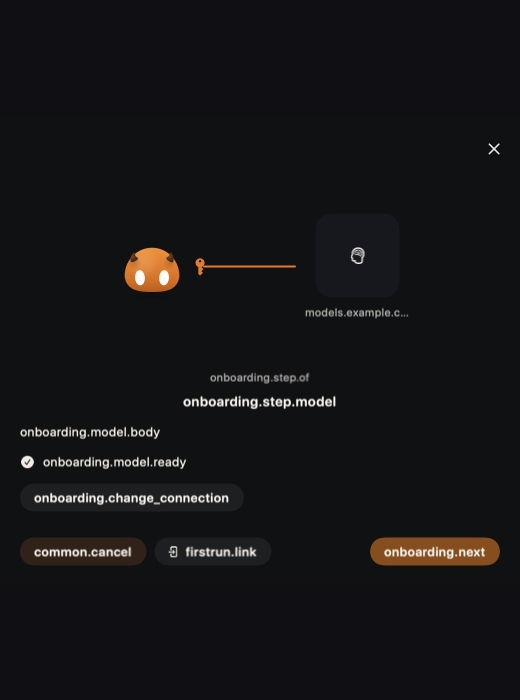 models.example.c...
onboarding.step.of
onboarding.step.model
onboarding.model.body
onboarding.model.ready
onboarding.change_connection
common.cancel
firstrun.link
onboarding.next